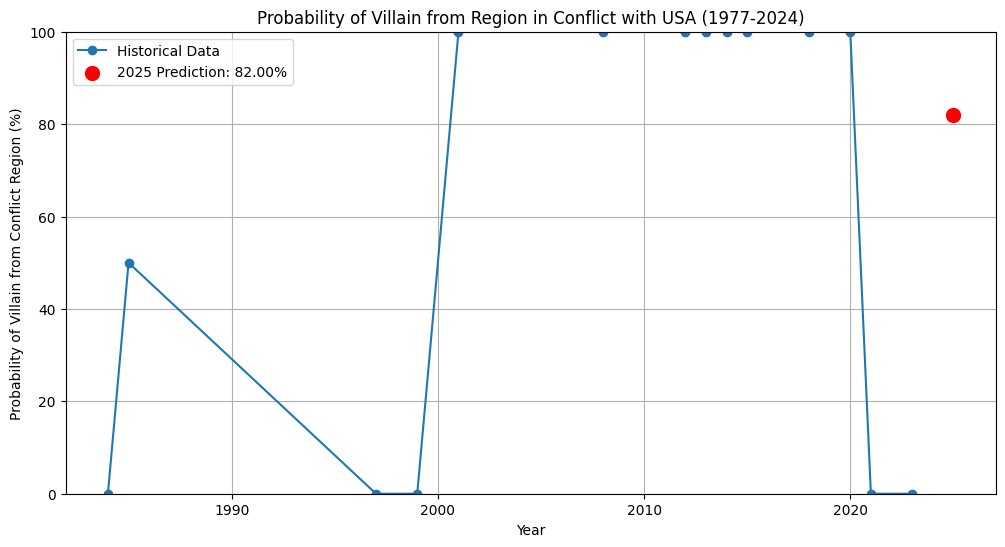 Probability of Villain from Region in Conflict with USA (1977-2024)
Probability of Villain from Conflict Region (%)
100
80
60
40
20
0
Historical Data
2025 Prediction: 82.00%
1990
2000
2010
2020
Year